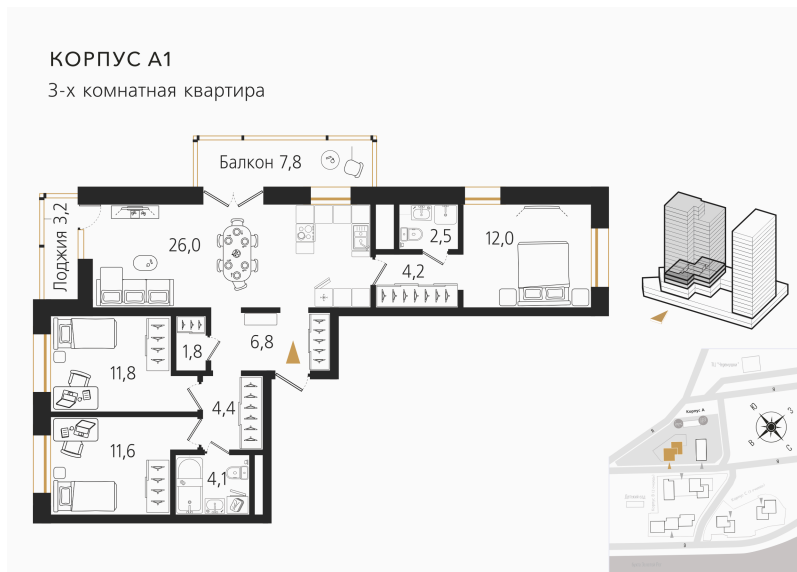 КОРПУС А1
3-х комнатная квартира
Балкон 7,8
Лоджия 3,2
26,0
2,5
12,0
4,2
6,8
1,8
11,8
4,4
11,6
4,1
Корпус А
Ю
З
В
С